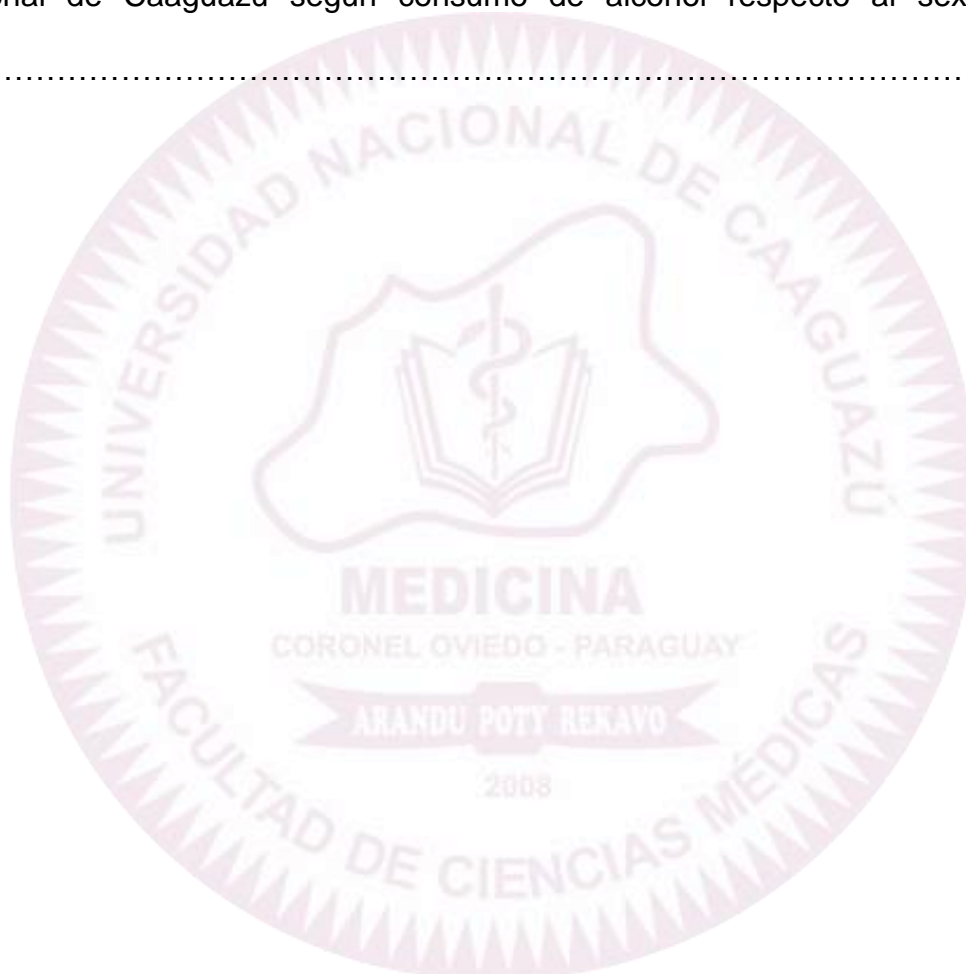 nal de Caaguazú según consumo de alcohol respecto al sex
……………………………………………………………………………
UNIVERSIDAD NACIONAL DE CAAGUAZÚ
MEDICINA
CORONEL OVIEDO - PARAGUAY
ARANDU POTY REKAVO
2008
FACULTAD DE CIENCIAS MÉDICAS